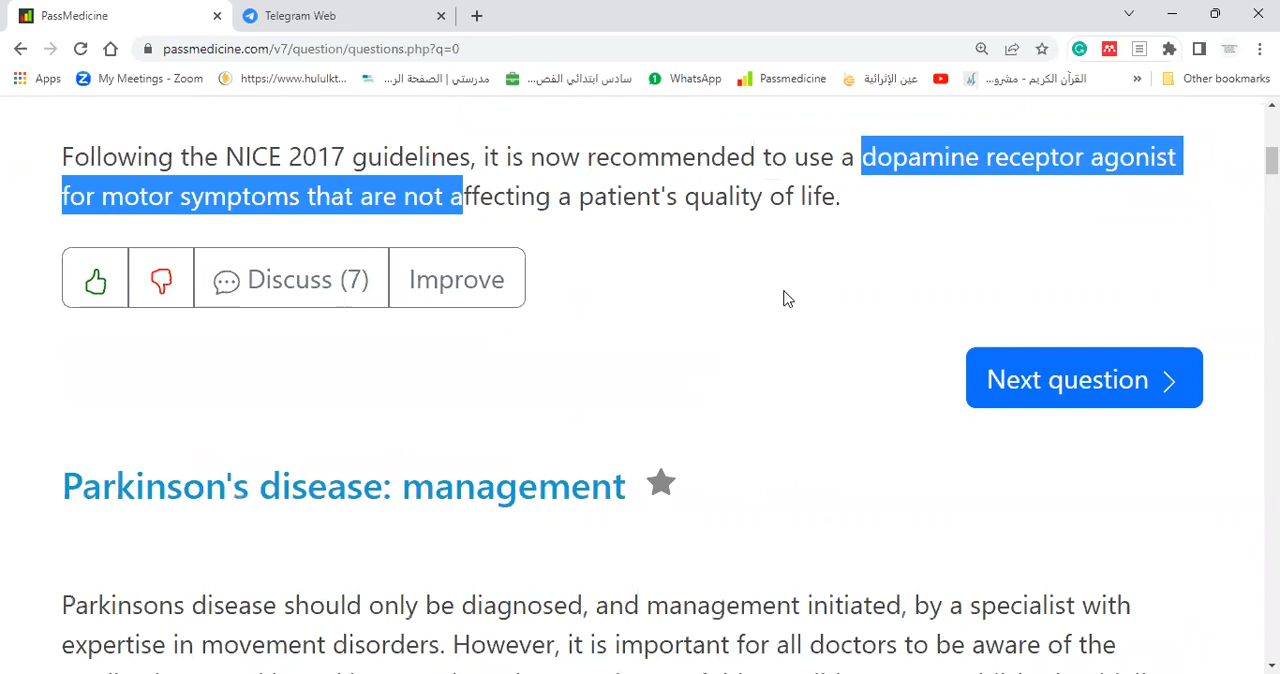 PassMedicine
Telegram Web
passmedicine.com/v7/question/questions.php?q=0
Apps
My Meetings - Zoom
https://www.hululkt...
مدرستي | الصفحة الر...
سادس ابتدائي الفص...
WhatsApp
Passmedicine
عين الإثرائية
القرآن الكريم - مشرو...
»
Other bookmarks
Following the NICE 2017 guidelines, it is now recommended to use a dopamine receptor agonist
for motor symptoms that are not affecting a patient's quality of life.
Discuss (7)
Improve
Next question
Parkinson's disease: management
Parkinsons disease should only be diagnosed, and management initiated, by a specialist with
expertise in movement disorders. However, it is important for all doctors to be aware of the